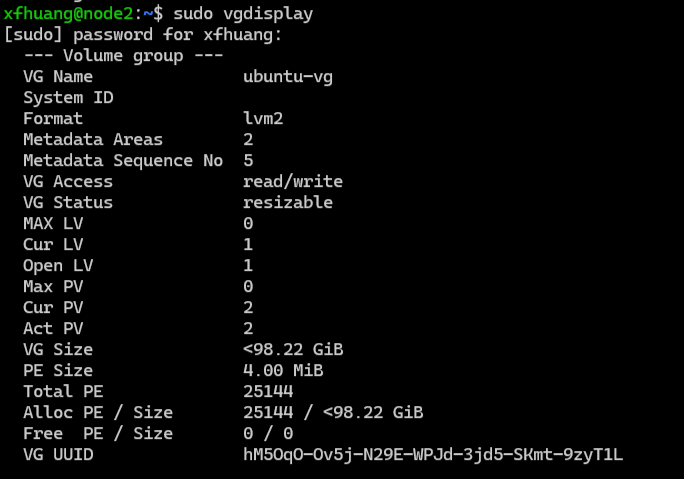 xfhuang@node2:~$ sudo vgdisplay
[sudo] password for xfhuang:
  --- Volume group ---
  VG Name               ubuntu-vg
  System ID
  Format                lvm2
  Metadata Areas        2
  Metadata Sequence No  5
  VG Access             read/write
  VG Status             resizable
  MAX LV                0
  Cur LV                1
  Open LV               1
  Max PV                0
  Cur PV                2
  Act PV                2
  VG Size               <98.22 GiB
  PE Size               4.00 MiB
  Total PE              25144
  Alloc PE / Size       25144 / <98.22 GiB
  Free  PE / Size       0 / 0
  VG UUID               hM5OqO-Ov5j-N29E-WPJd-3jd5-SKmt-9zyT1L